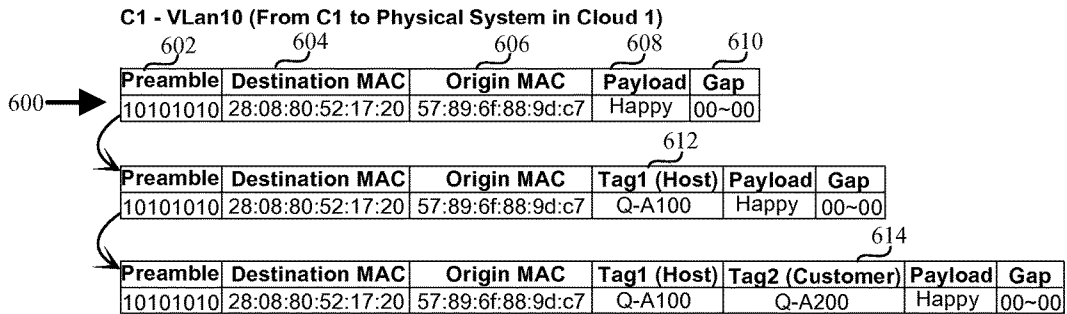 C1 - VLan10 (From C1 to Physical System in Cloud 1)
602 604 606 608 610
Preamble Destination MAC Origin MAC Payload Gap
600 10101010 28:08:80:52:17:20 57:89:6f:88:9d:c7 Happy 00~00
612
Preamble Destination MAC Origin MAC Tag1 (Host) Payload Gap
10101010 28:08:80:52:17:20 57:89:6f:88:9d:c7 Q-A100 Happy 00~00
614
Preamble Destination MAC Origin MAC Tag1 (Host) Tag2 (Customer) Payload Gap
10101010 28:08:80:52:17:20 57:89:6f:88:9d:c7 Q-A100 Q-A200 Happy 00~00